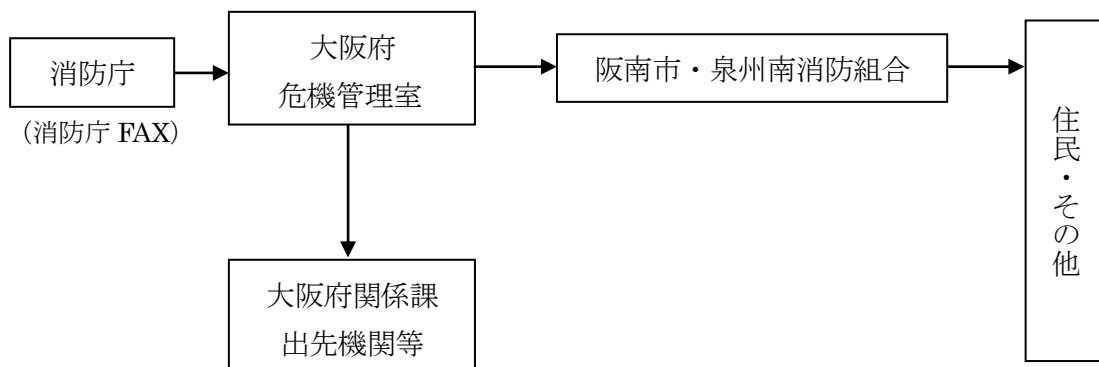 消防庁
(消防庁 FAX)
大阪府
危機管理室
阪南市・泉州南消防組合
住民・その他
大阪府関係課
出先機関等